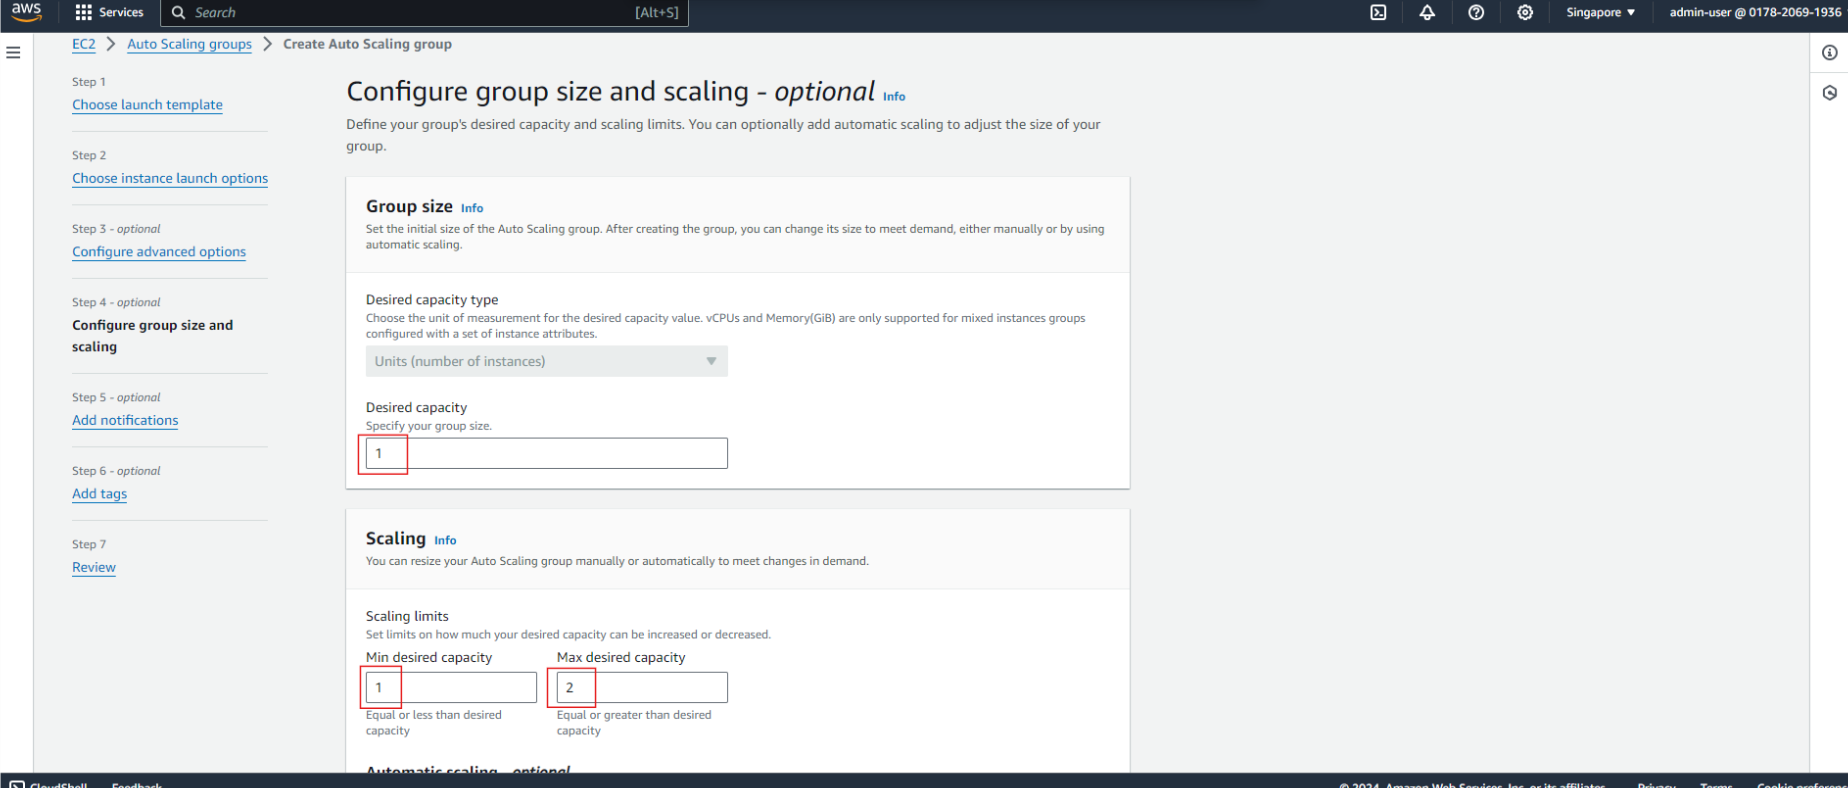 aws Services Search [Alt+S] Singapore ▼ admin-user @ 0178-2069-1936
EC2 > Auto Scaling groups > Create Auto Scaling group
Step 1
Choose launch template
Step 2
Choose instance launch options
Step 3 - optional
Configure advanced options
Step 4 - optional
Configure group size and
scaling
Step 5 - optional
Add notifications
Step 6 - optional
Add tags
Step 7
Review
Configure group size and scaling - optional Info
Define your group's desired capacity and scaling limits. You can optionally add automatic scaling to adjust the size of your
group.
Group size Info
Set the initial size of the Auto Scaling group. After creating the group, you can change its size to meet demand, either manually or by using
automatic scaling.
Desired capacity type
Choose the unit of measurement for the desired capacity value. vCPUs and Memory(GiB) are only supported for mixed instances groups
configured with a set of instance attributes.
Units (number of instances)
Desired capacity
Specify your group size.
1
Scaling Info
You can resize your Auto Scaling group manually or automatically to meet changes in demand.
Scaling limits
Set limits on how much your desired capacity can be increased or decreased.
Min desired capacity Max desired capacity
1 2
Equal or less than desired Equal or greater than desired
capacity capacity
Automatic scaling - optional
CloudShell Feedback © 2024, Amazon Web Services, Inc. or its affiliates. Privacy Terms Cookie preferenc